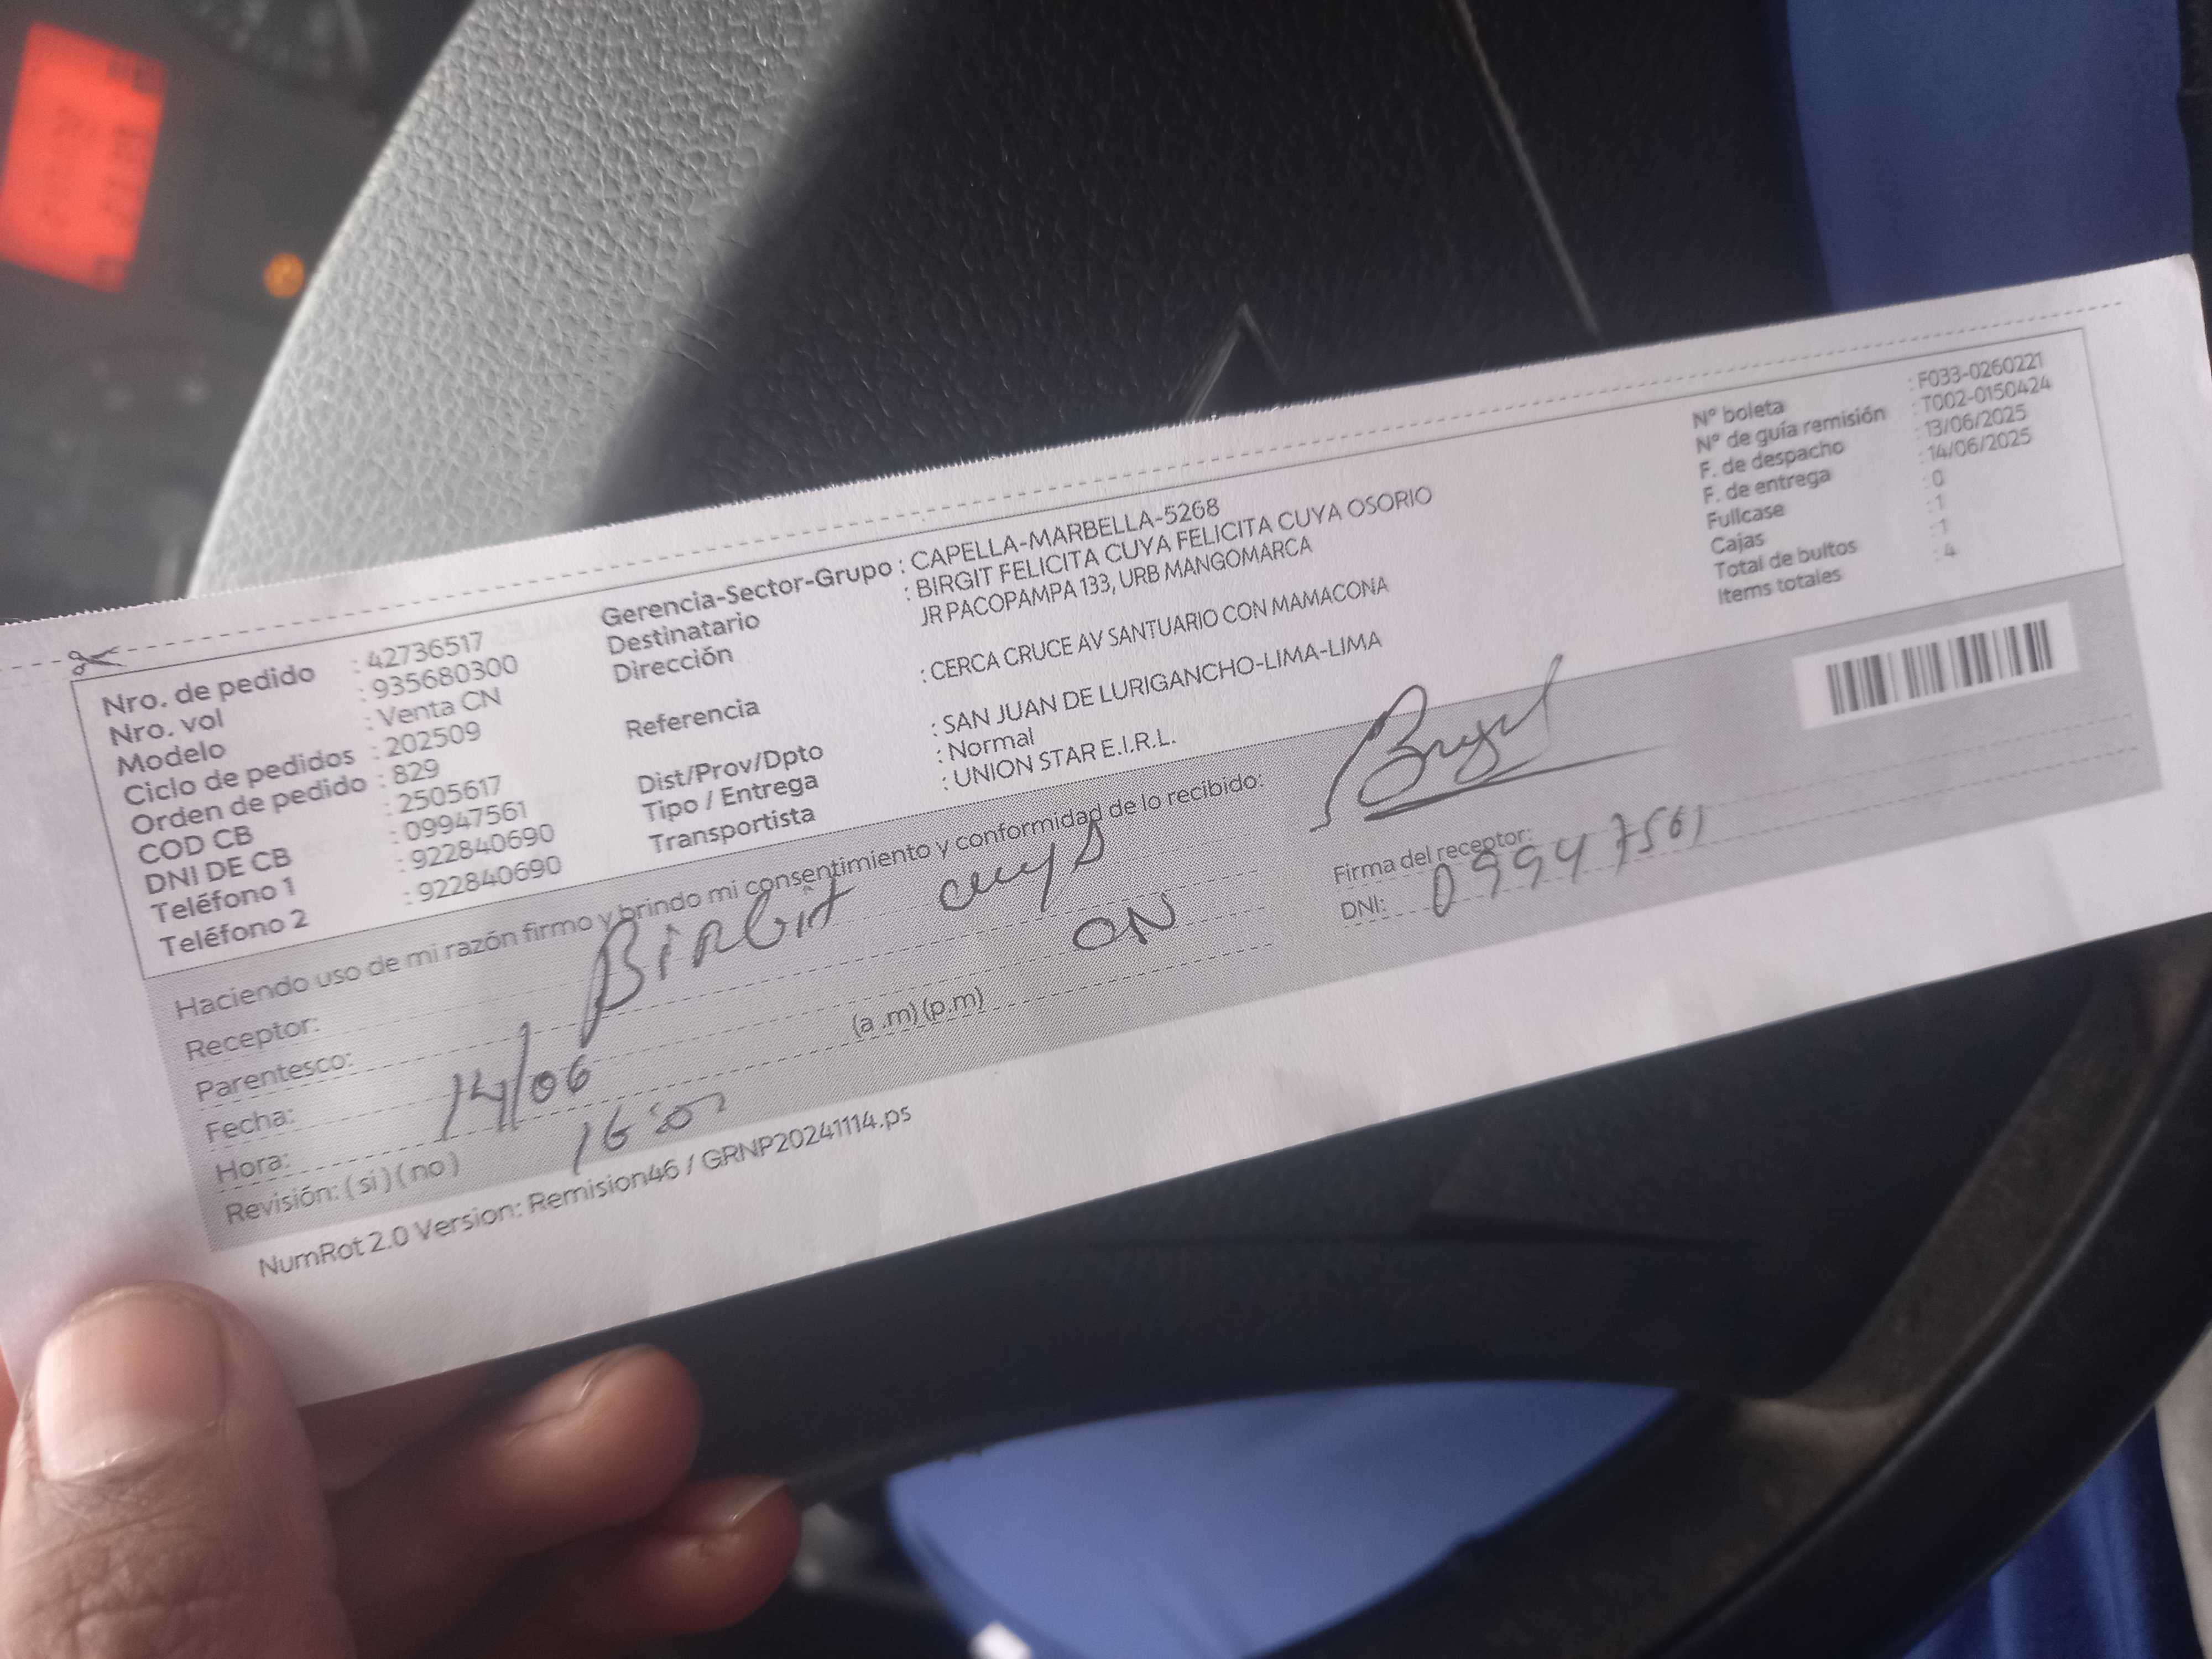 Nro. de pedido : 42736517
Nro. vol : 935680300
Modelo : Venta CN
Ciclo de pedidos : 202509
Orden de pedido : 829
COD CB : 2505617
DNI DE CB : 09947561
Teléfono 1 : 922840690
Teléfono 2 : 922840690
Gerencia-Sector-Grupo : CAPELLA-MARBELLA-5268
Destinatario : BIRGIT FELICITA CUYA FELICITA CUYA OSORIO
Dirección JR PACOPAMPA 133, URB MANGOMARCA
Referencia : CERCA CRUCE AV SANTUARIO CON MAMACONA
Dist/Prov/Dpto : SAN JUAN DE LURIGANCHO-LIMA-LIMA
Tipo / Entrega : Normal
Transportista : UNION STAR E.I.R.L.
Nº boleta : F033-0260221
Nº de guía remisión : T002-0150424
F. de despacho : 13/06/2025
F. de entrega : 14/06/2025
Fullcase : 0
Cajas : 1
Total de bultos : 1
Items totales : 4
Haciendo uso de mi razón firmo y brindo mi consentimiento y conformidad de lo recibido:
Receptor: Birgit cuya
Parentesco: CN
Fecha: 14/06
Hora: (a .m) (p.m)
Revisión: ( si ) ( no )
Firma del receptor:
DNI: 09947561
NumRot 2.0 Version: Remision46 / GRNP20241114.ps